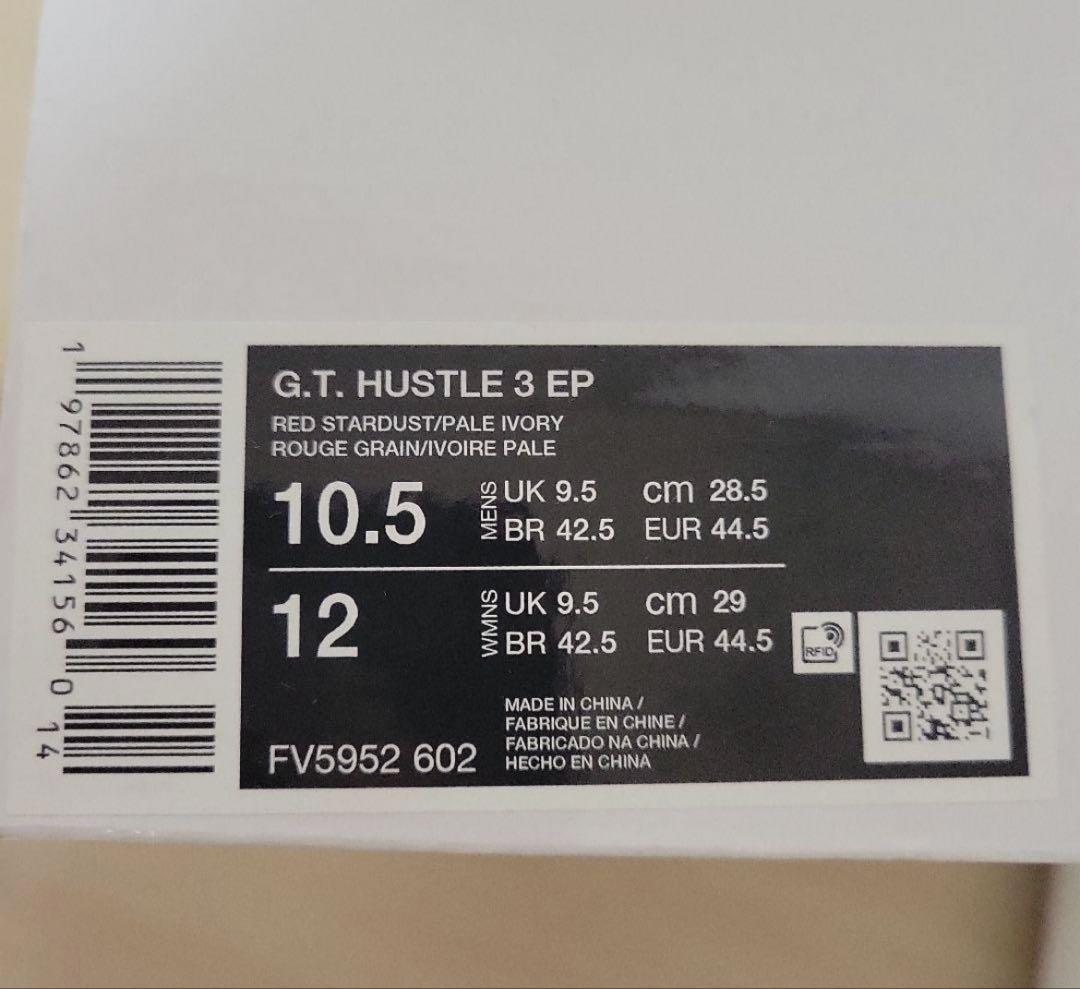 1 97862 34156 0 14
G.T. HUSTLE 3 EP
RED STARDUST/PALE IVORY
ROUGE GRAIN/IVOIRE PALE
10.5 MENS UK 9.5 cm 28.5
BR 42.5 EUR 44.5
12 WMNS UK 9.5 cm 29
BR 42.5 EUR 44.5
RFID
MADE IN CHINA /
FABRIQUE EN CHINE /
FABRICADO NA CHINA /
HECHO EN CHINA
FV5952 602